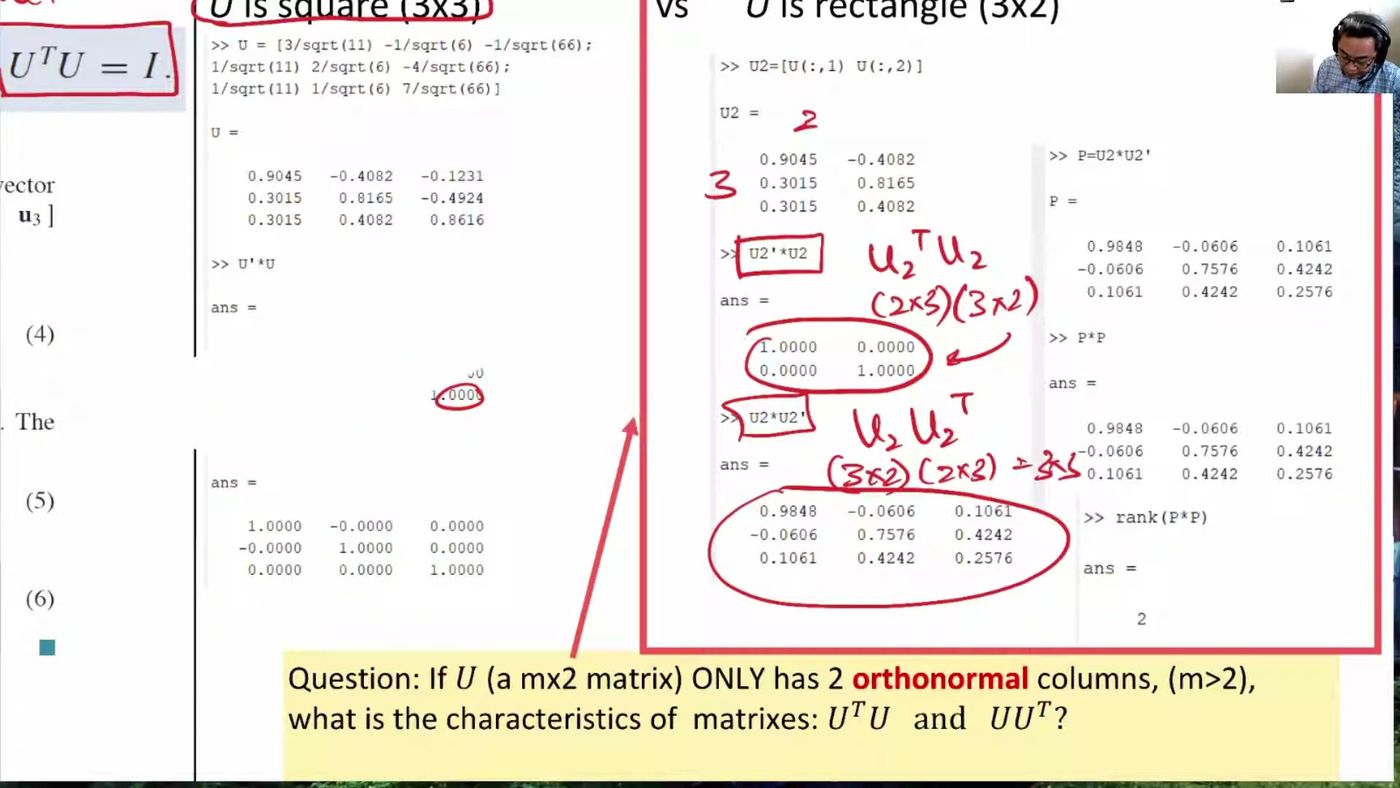 U is square (3x3)
vs U is rectangle (3x2)
UᵀU = I.
vector
u₃ ]
(4)
. The
(5)
(6)
>> U = [3/sqrt(11) -1/sqrt(6) -1/sqrt(66);
1/sqrt(11) 2/sqrt(6) -4/sqrt(66);
1/sqrt(11) 1/sqrt(6) 7/sqrt(66)]
U =
0.9045 -0.4082 -0.1231
0.3015 0.8165 -0.4924
0.3015 0.4082 0.8616
>> U'*U
ans =
1.0000
ans =
1.0000 -0.0000 0.0000
-0.0000 1.0000 0.0000
0.0000 0.0000 1.0000
>> U2=[U(:,1) U(:,2)]
U2 =
2
3
0.9045 -0.4082
0.3015 0.8165
0.3015 0.4082
>> U2'*U2
U₂ᵀ U₂
ans =
(2x3)(3x2)
1.0000 0.0000
0.0000 1.0000
>> U2*U2'
U₂ U₂ᵀ
ans =
(3x2)(2x3) = 3x3
0.9848 -0.0606 0.1061
-0.0606 0.7576 0.4242
0.1061 0.4242 0.2576
>> P=U2*U2'
P =
0.9848 -0.0606 0.1061
-0.0606 0.7576 0.4242
0.1061 0.4242 0.2576
>> P*P
ans =
0.9848 -0.0606 0.1061
-0.0606 0.7576 0.4242
0.1061 0.4242 0.2576
>> rank(P*P)
ans =
2
Question: If U (a mx2 matrix) ONLY has 2 orthonormal columns, (m>2),
what is the characteristics of matrixes: UᵀU and UUᵀ?